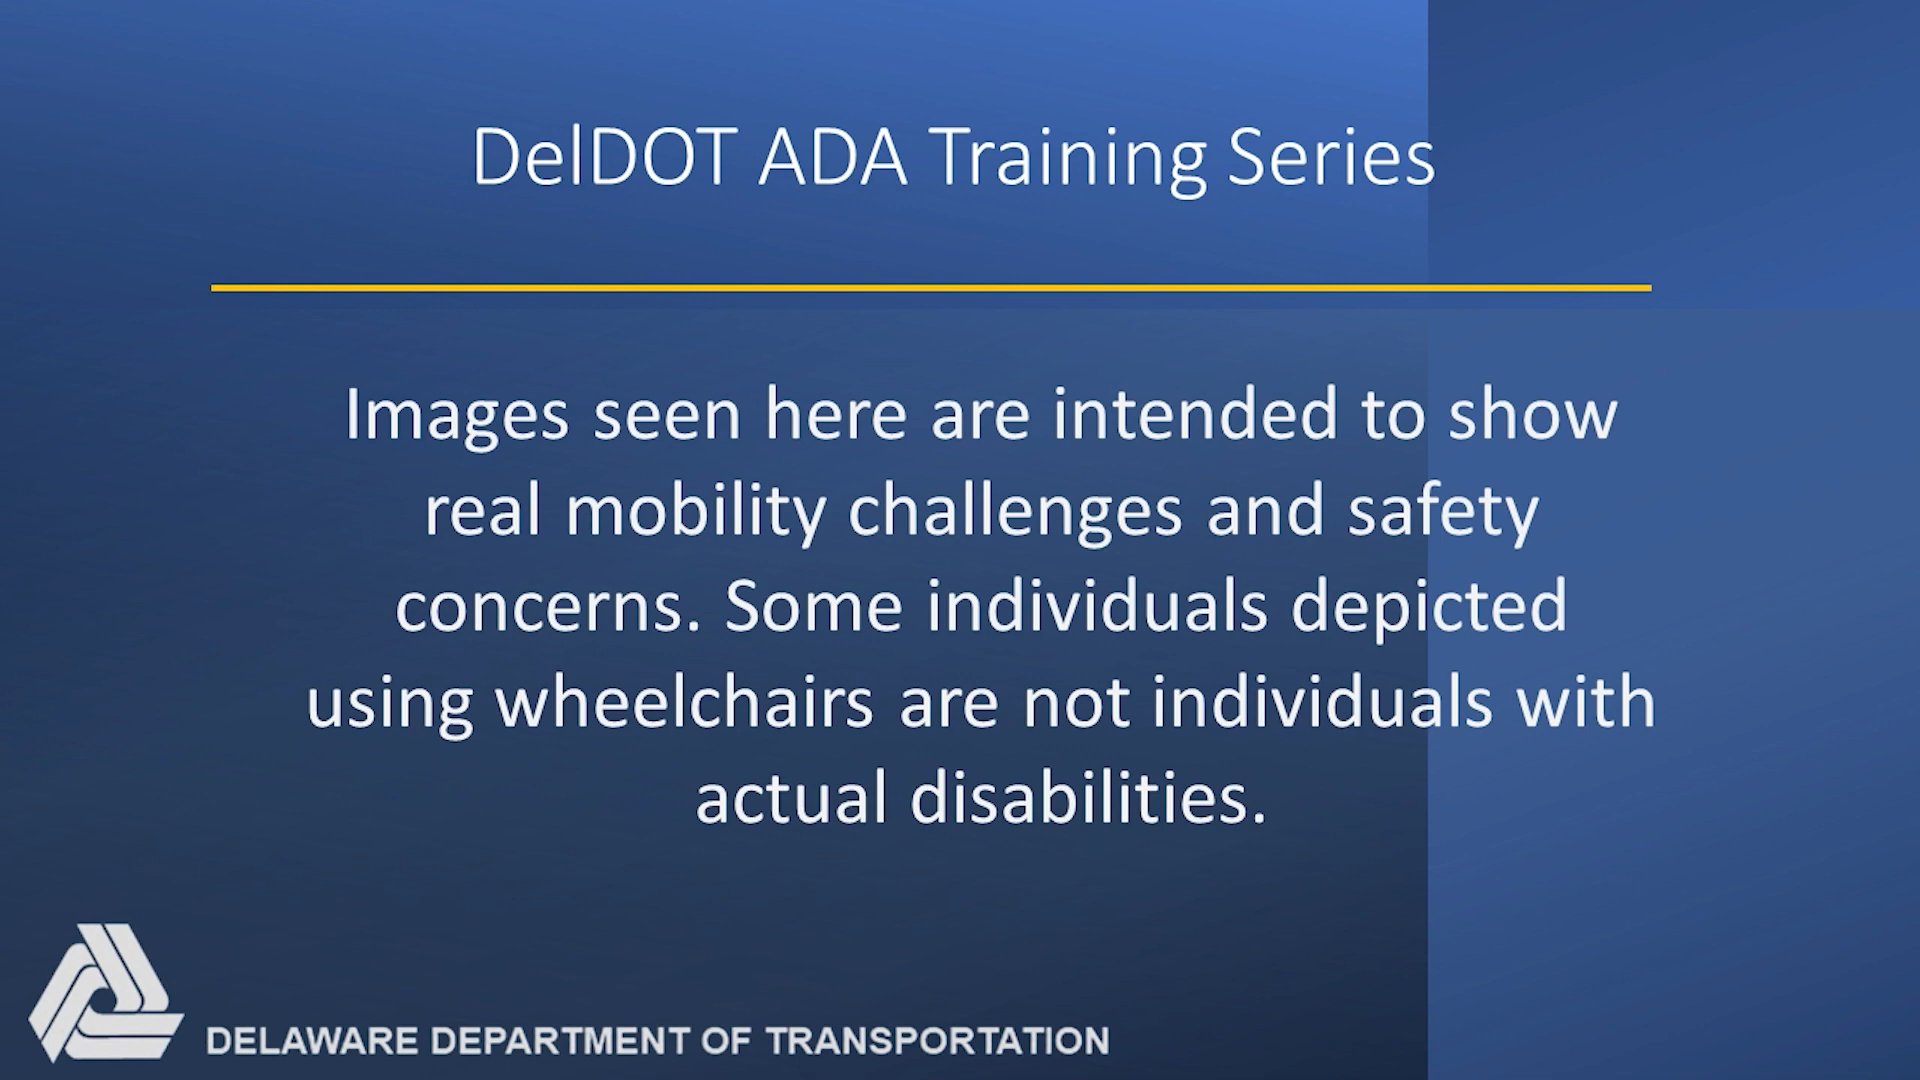 DelDOT ADA Training Series
Images seen here are intended to show
real mobility challenges and safety
concerns. Some individuals depicted
using wheelchairs are not individuals with
actual disabilities.
DELAWARE DEPARTMENT OF TRANSPORTATION